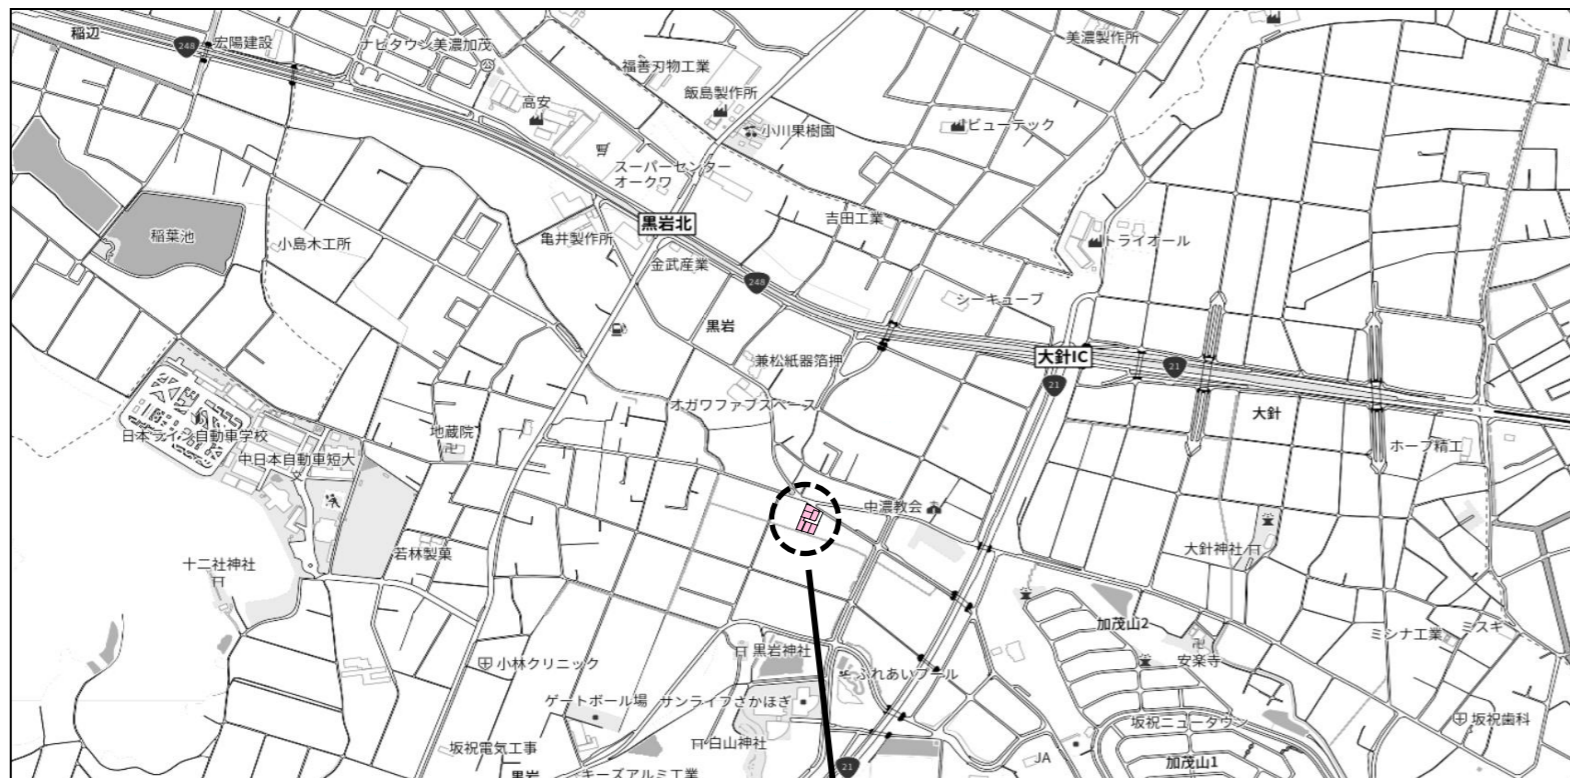 稲辺
248
宏陽建設
ナビタウン美濃加茂
美濃製作所
福善刃物工業
飯島製作所
高安
小川果樹園
ビューテック
スーパーセンター
オークワ
黒岩北
吉田工業
稲葉池
小島木工所
亀井製作所
トライオール
金武産業
248
シーキューブ
黒岩
兼松紙器箔押
大針IC
21
21
オガワファブスペース
大針
日本ライン自動車学校
地蔵院
ホープ精工
中日本自動車短大
中濃教会
若林製菓
大針神社
十二社神社
加茂山2
ミシナ工業
ミスギ
小林クリニック
黒岩神社
安楽寺
ふれあいプール
ゲートボール場
サンライフさかほぎ
坂祝ニュータウン
坂祝歯科
坂祝電気工事
白山神社
JA
加茂山1
21
黒岩
キーズアルミ工業